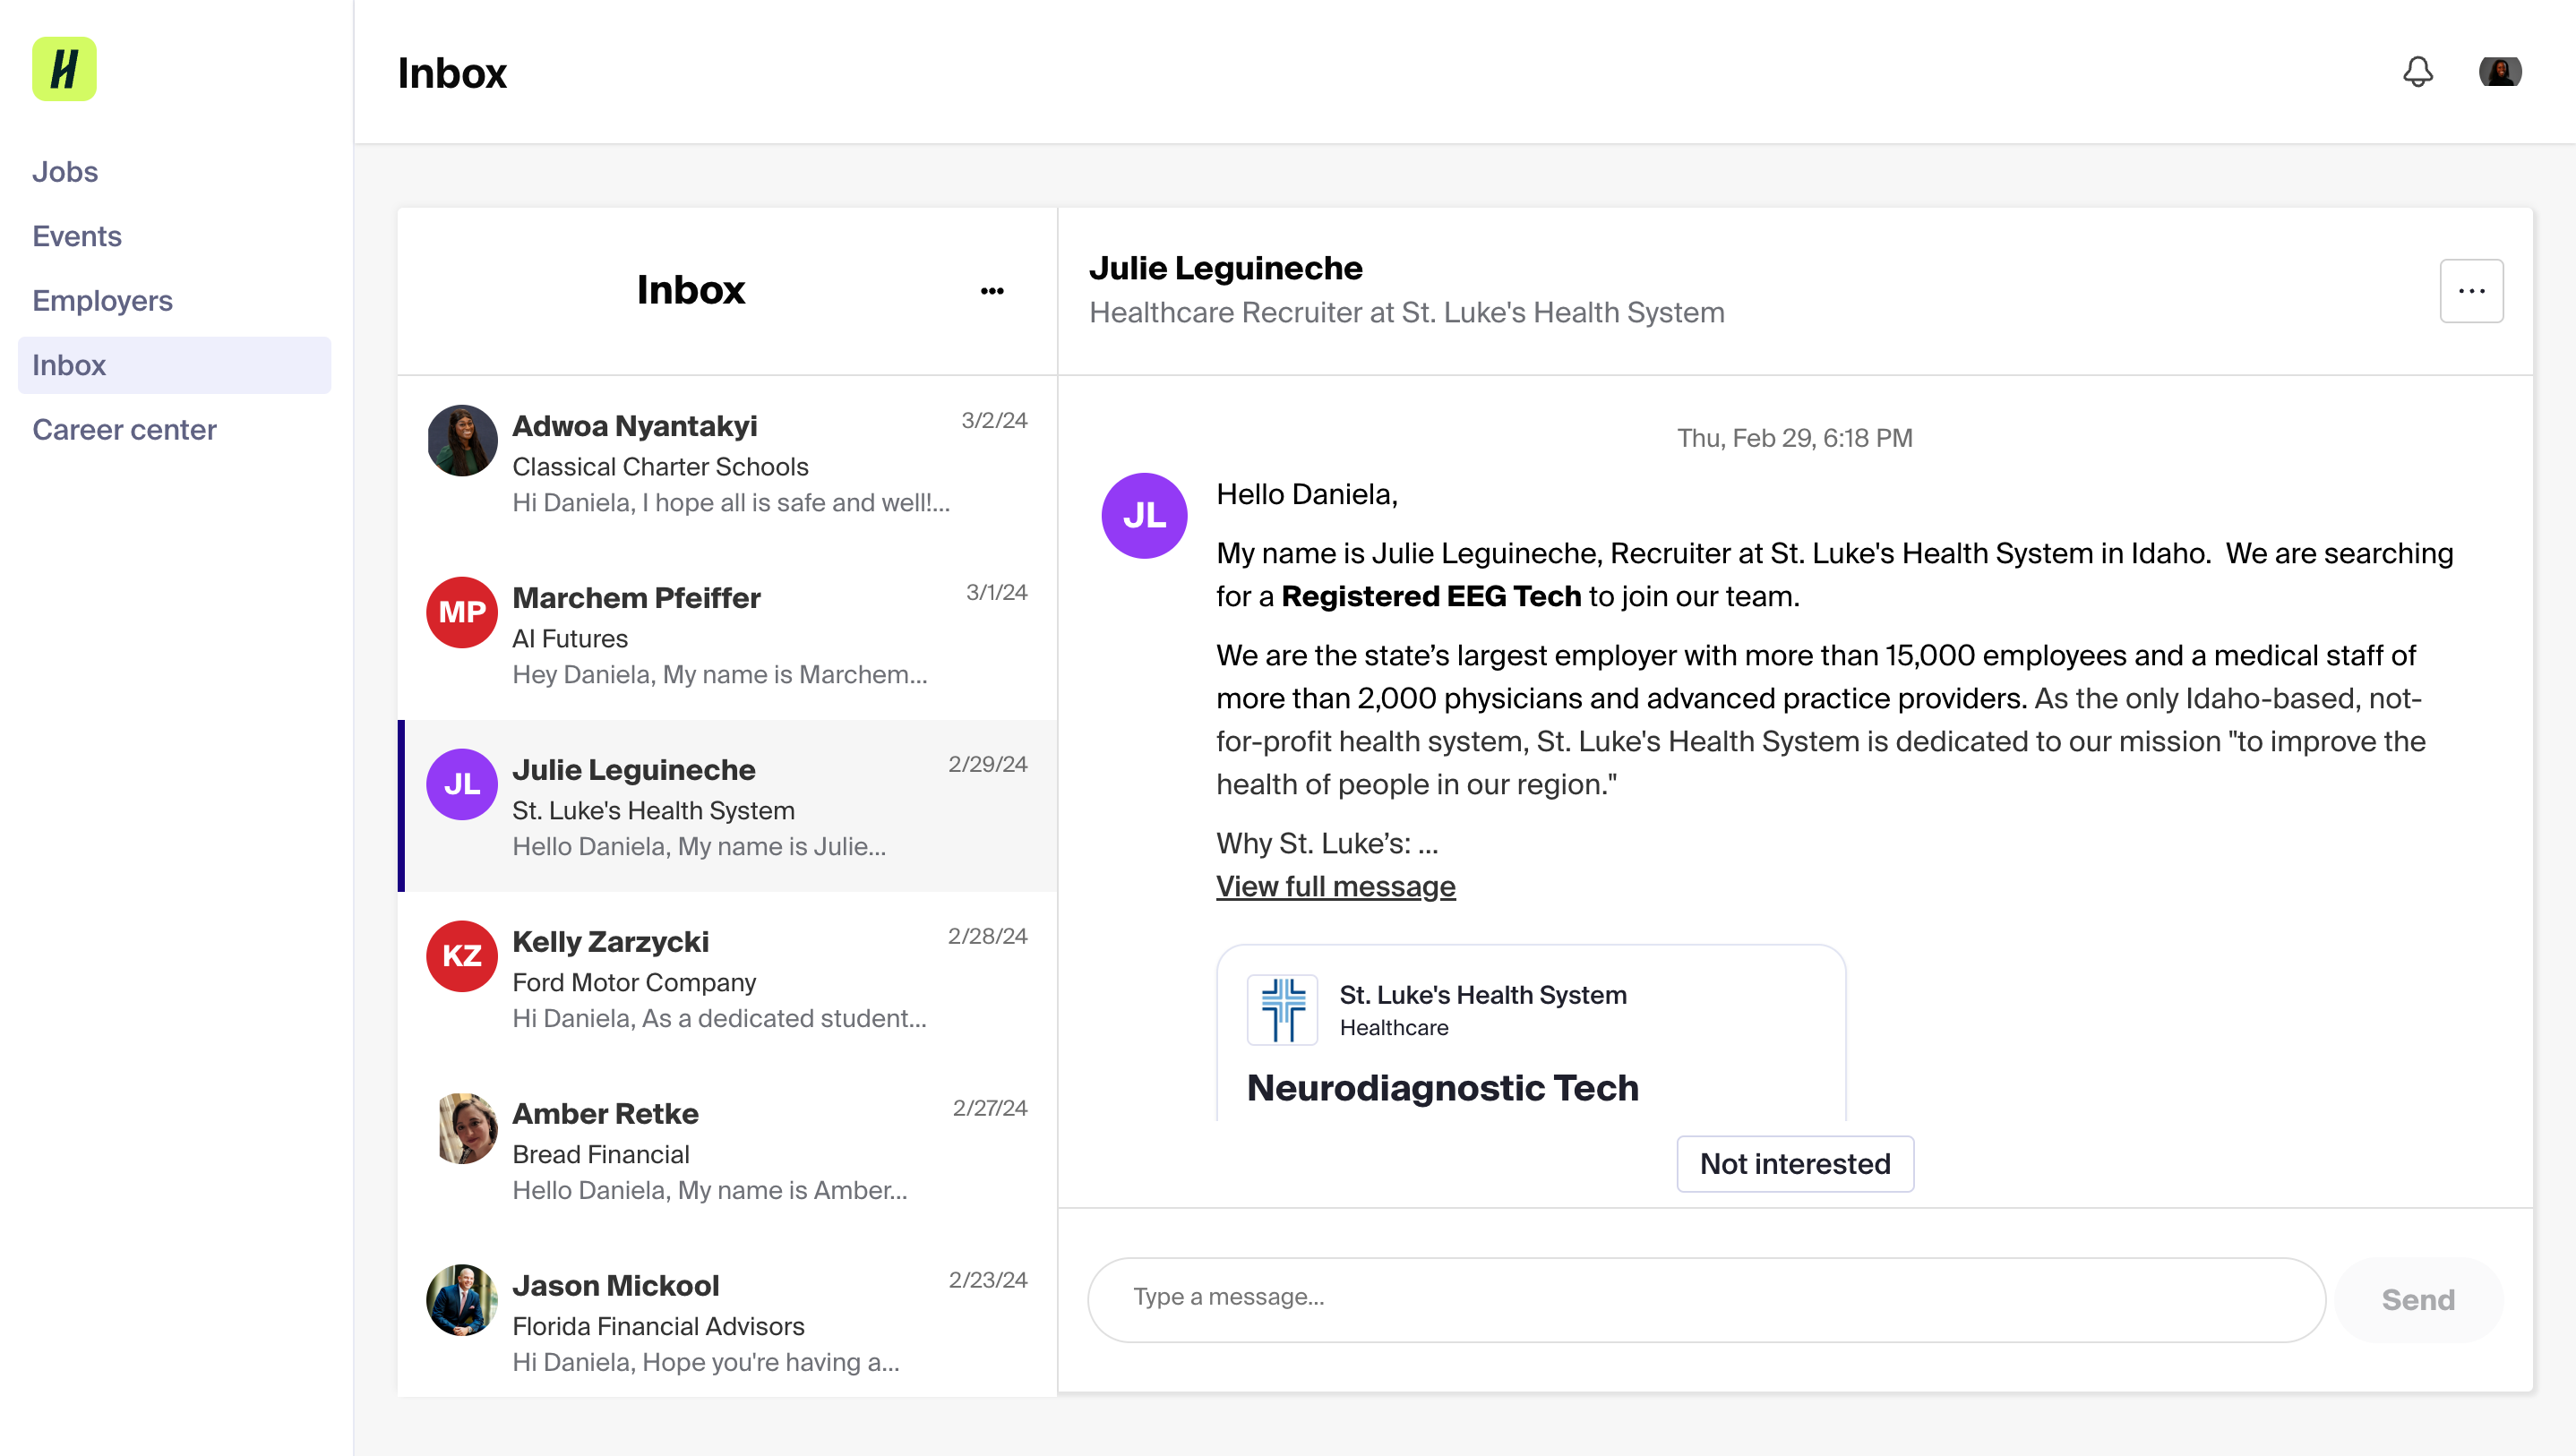 H
Jobs
Events
Employers
Inbox
Career center
Inbox
Inbox
...
Adwoa Nyantakyi
3/2/24
Classical Charter Schools
Hi Daniela, I hope all is safe and well!...
MP
Marchem Pfeiffer
3/1/24
AI Futures
Hey Daniela, My name is Marchem...
JL
Julie Leguineche
2/29/24
St. Luke's Health System
Hello Daniela, My name is Julie...
KZ
Kelly Zarzycki
2/28/24
Ford Motor Company
Hi Daniela, As a dedicated student...
Amber Retke
2/27/24
Bread Financial
Hello Daniela, My name is Amber...
Jason Mickool
2/23/24
Florida Financial Advisors
Hi Daniela, Hope you're having a...
Julie Leguineche
Healthcare Recruiter at St. Luke's Health System
...
Thu, Feb 29, 6:18 PM
JL
Hello Daniela,
My name is Julie Leguineche, Recruiter at St. Luke's Health System in Idaho.  We are searching
for a Registered EEG Tech to join our team.
We are the state’s largest employer with more than 15,000 employees and a medical staff of
more than 2,000 physicians and advanced practice providers. As the only Idaho-based, not-
for-profit health system, St. Luke's Health System is dedicated to our mission "to improve the
health of people in our region."
Why St. Luke’s: ...
View full message
St. Luke's Health System
Healthcare
Neurodiagnostic Tech
Not interested
Type a message...
Send